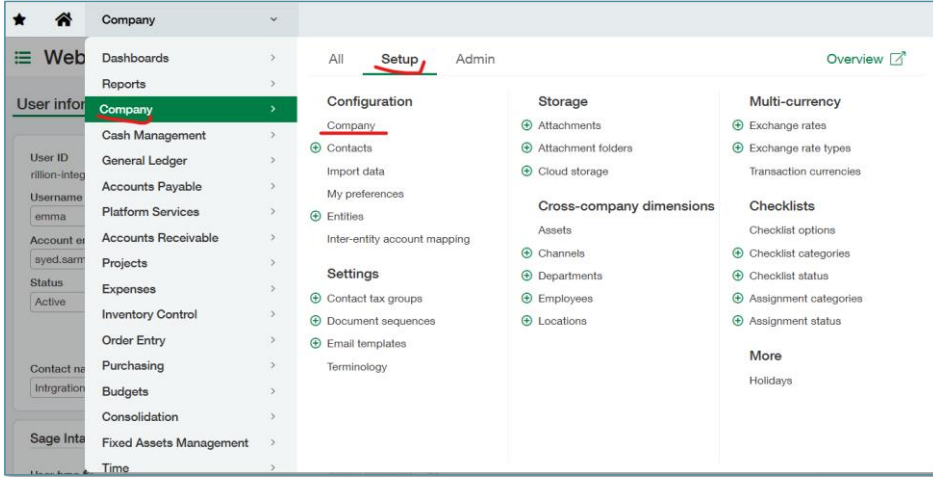 Company
Web
User infor
User ID
rillion-integ
Username
emma
Account en
syed.sarm
Status
Active
Contact na
Intrgration
Sage Inta
Dashboards
Reports
Company
Cash Management
General Ledger
Accounts Payable
Platform Services
Accounts Receivable
Projects
Expenses
Inventory Control
Order Entry
Purchasing
Budgets
Consolidation
Fixed Assets Management
Time
All Setup Admin
Overview
Configuration
Company
Contacts
Import data
My preferences
Entities
Inter-entity account mapping
Settings
Contact tax groups
Document sequences
Email templates
Terminology
Storage
Attachments
Attachment folders
Cloud storage
Cross-company dimensions
Assets
Channels
Departments
Employees
Locations
Multi-currency
Exchange rates
Exchange rate types
Transaction currencies
Checklists
Checklist options
Checklist categories
Checklist status
Assignment categories
Assignment status
More
Holidays